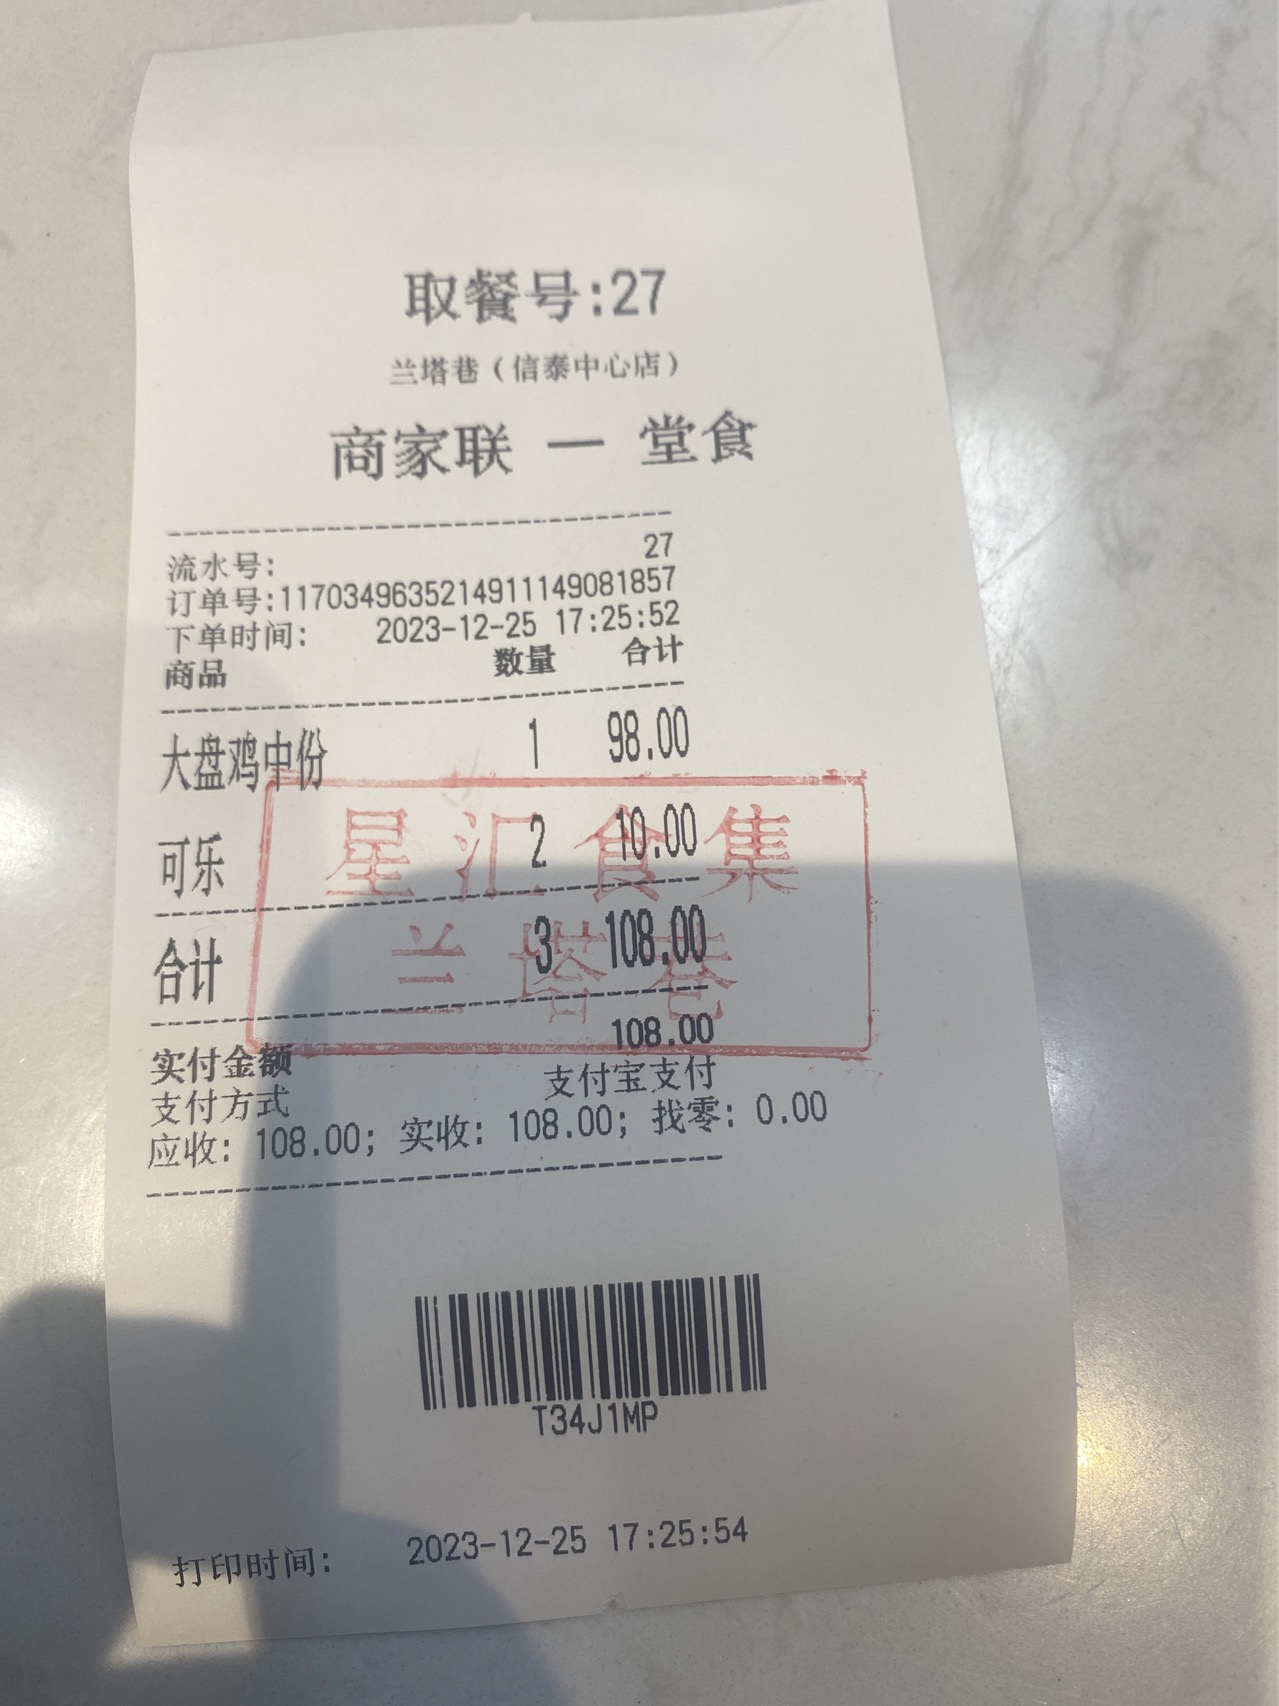 取餐号:27
兰塔巷（信泰中心店）
商家联 — 堂食
流水号: 27
订单号:11703496352149111149081857
下单时间: 2023-12-25 17:25:52
商品 数量 合计
大盘鸡中份 1 98.00
可乐 2 10.00
星汇食集
合计 3 108.00
兰塔巷
实付金额 108.00
支付方式 支付宝支付
应收: 108.00; 实收: 108.00; 找零: 0.00
T34J1MP
打印时间: 2023-12-25 17:25:54